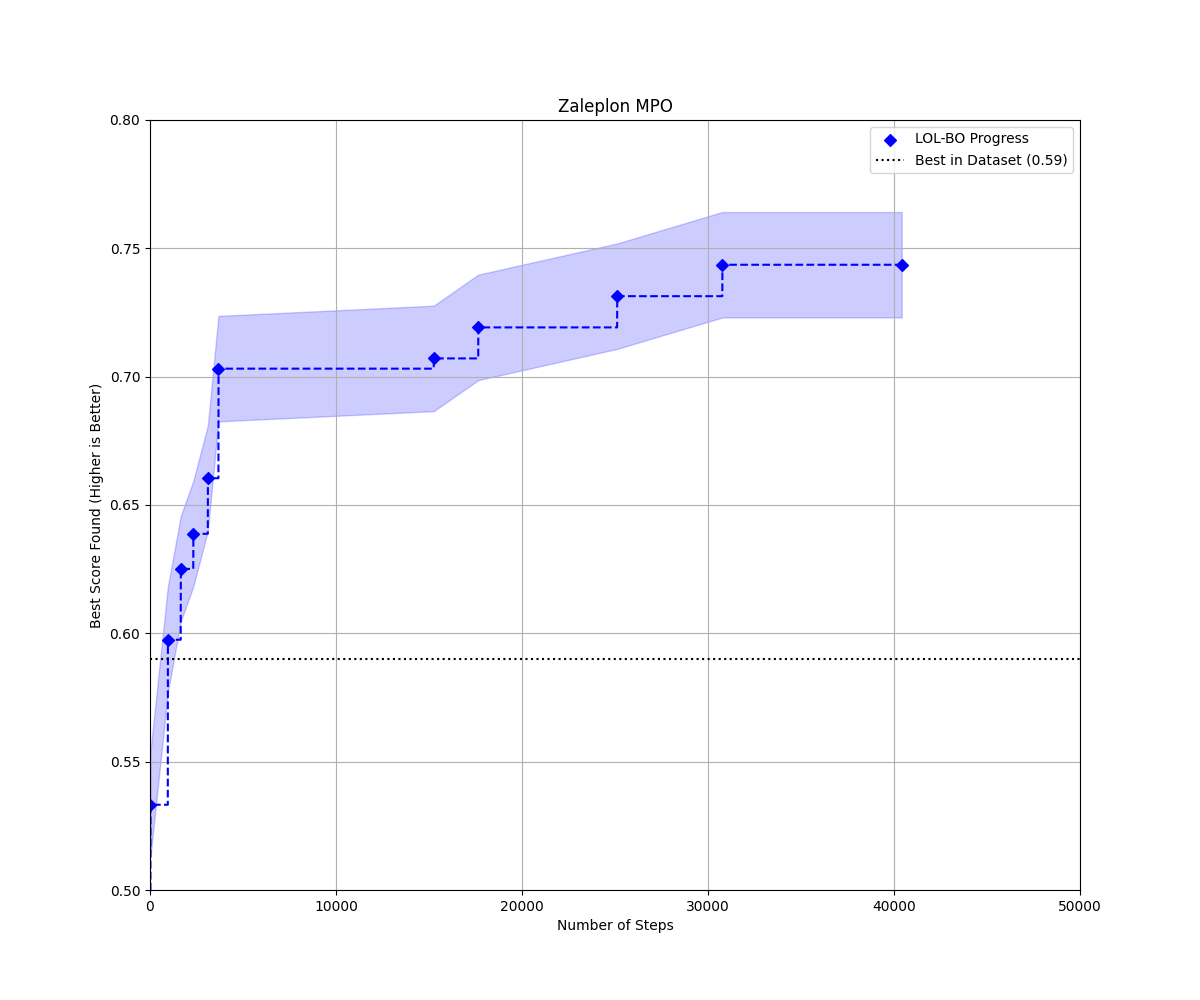 Zaleplon MPO
LOL-BO Progress
Best in Dataset (0.59)
0.80
0.75
0.70
0.65
0.60
0.55
0.50
Best Score Found (Higher is Better)
0
10000
20000
30000
40000
50000
Number of Steps